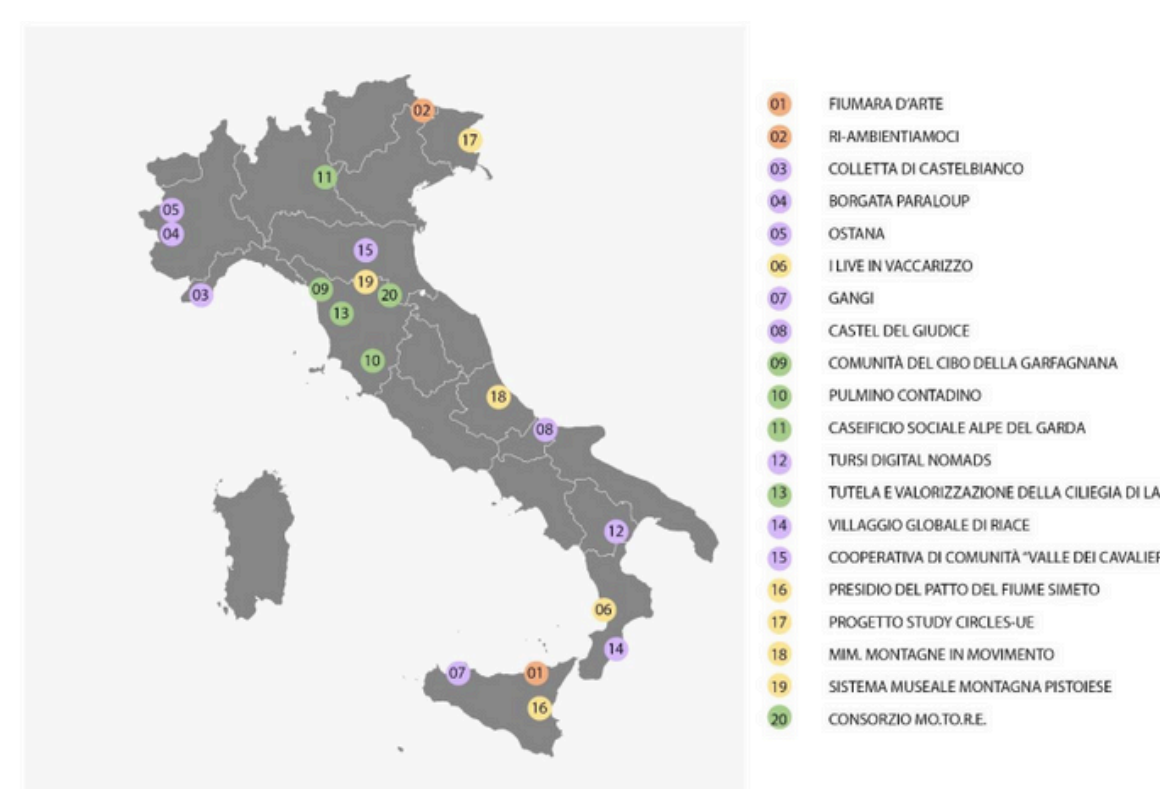 02
17
11
05
04
15
03
09
19
20
13
10
18
08
12
06
14
07
01
16
01 FIUMARA D'ARTE
02 RI-AMBIENTIAMOCI
03 COLLETTA DI CASTELBIANCO
04 BORGATA PARALOUP
05 OSTANA
06 I LIVE IN VACCARIZZO
07 GANGI
08 CASTEL DEL GIUDICE
09 COMUNITÀ DEL CIBO DELLA GARFAGNANA
10 PULMINO CONTADINO
11 CASEIFICIO SOCIALE ALPE DEL GARDA
12 TURSI DIGITAL NOMADS
13 TUTELA E VALORIZZAZIONE DELLA CILIEGIA DI LA
14 VILLAGGIO GLOBALE DI RIACE
15 COOPERATIVA DI COMUNITÀ "VALLE DEI CAVALIER
16 PRESIDIO DEL PATTO DEL FIUME SIMETO
17 PROGETTO STUDY CIRCLES-UE
18 MIM. MONTAGNE IN MOVIMENTO
19 SISTEMA MUSEALE MONTAGNA PISTOIESE
20 CONSORZIO MO.TO.R.E.